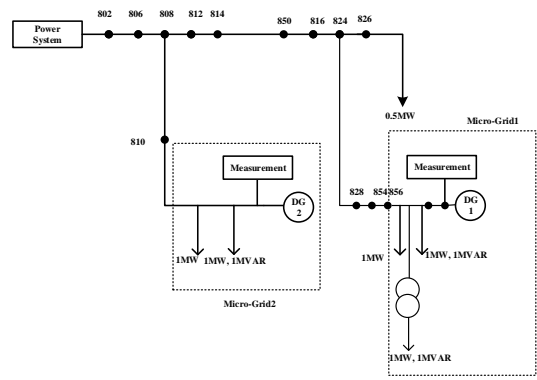 802 806 808 812 814 850 816 824 826
Power
System
0.5MW
Micro-Grid1
810
Measurement
Measurement
828 854 856
DG
2
DG
1
1MW 1MW, 1MVAR
1MW
1MW, 1MVAR
Micro-Grid2
1MW, 1MVAR